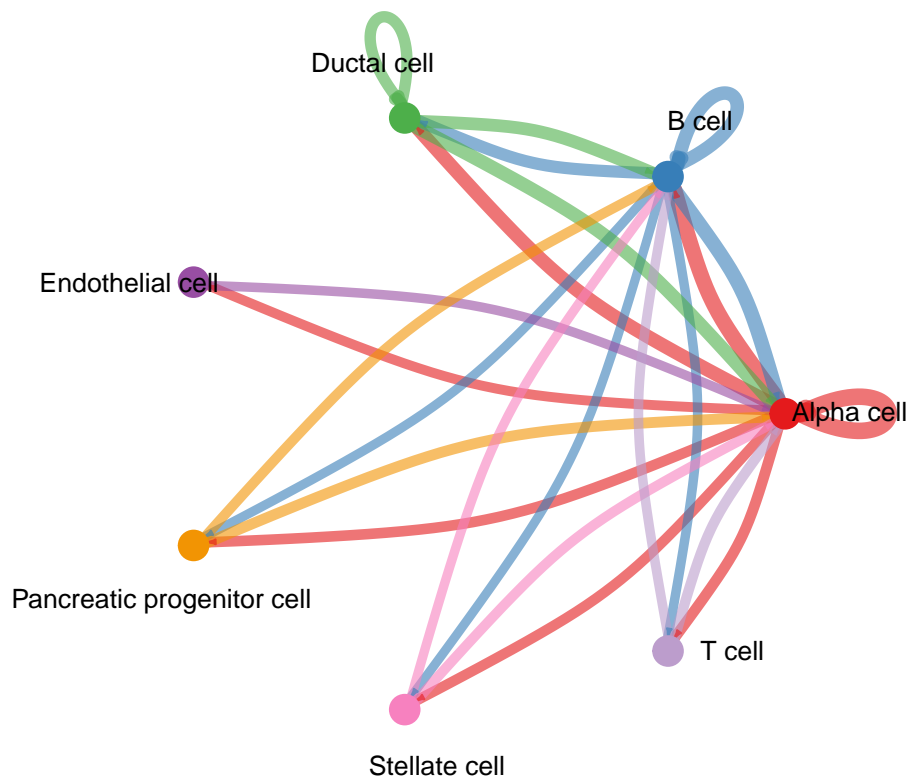 Ductal cell
B cell
Endothelial cell
Alpha cell
Pancreatic progenitor cell
T cell
Stellate cell